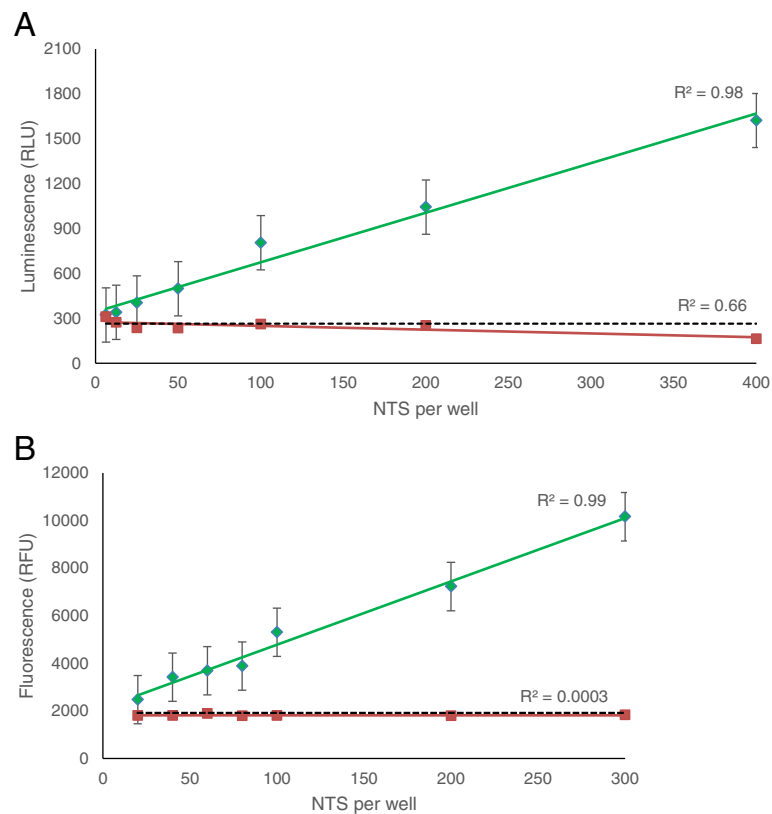 A
2100
1800
1500
1200
900
600
300
0
Luminescence (RLU)
R² = 0.98
R² = 0.66
0 50 100 150 200 250 300 350 400
NTS per well
B
12000
10000
8000
6000
4000
2000
0
Fluorescence (RFU)
R² = 0.99
R² = 0.0003
0 50 100 150 200 250 300
NTS per well